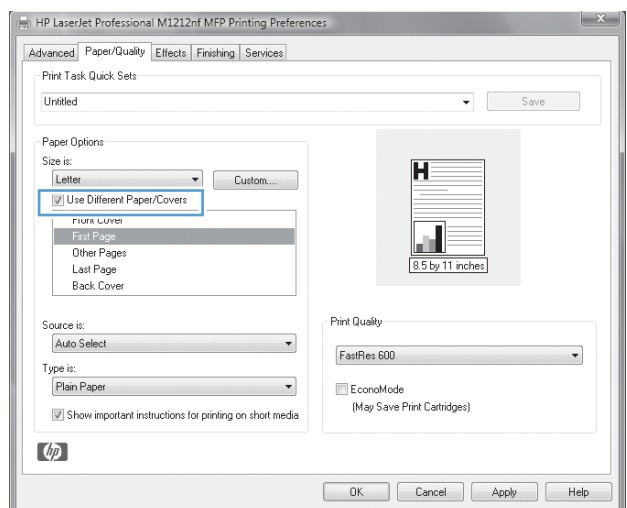 HP LaserJet Professional M1212nf MFP Printing Preferences
Advanced Paper/Quality Effects Finishing Services
Print Task Quick Sets
Untitled
Save
Paper Options
Size is:
Letter
Custom....
Use Different Paper/Covers
Front Cover
First Page
Other Pages
Last Page
Back Cover
H
8.5 by 11 inches
Source is:
Auto Select
Type is:
Plain Paper
Show important instructions for printing on short media
Print Quality
FastRes 600
EconoMode
(May Save Print Cartridges)
hp
OK Cancel Apply Help